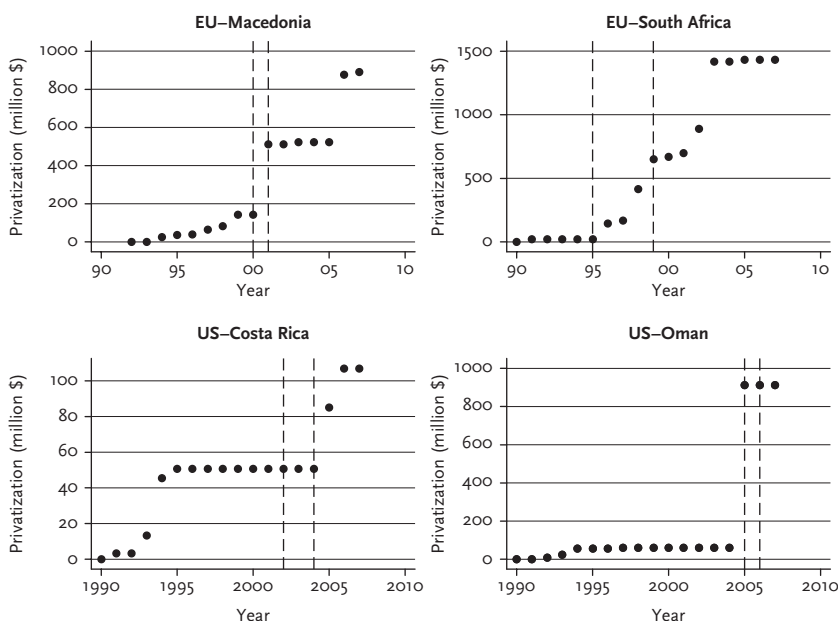 EU–Macedonia
Privatization (million $)
1000
800
600
400
200
0
90 95 00 05 10
Year
EU–South Africa
Privatization (million $)
1500
1000
500
0
90 95 00 05 10
Year
US–Costa Rica
Privatization (million $)
100
80
60
40
20
0
1990 1995 2000 2005 2010
Year
US–Oman
Privatization (million $)
1000
800
600
400
200
0
1990 1995 2000 2005 2010
Year